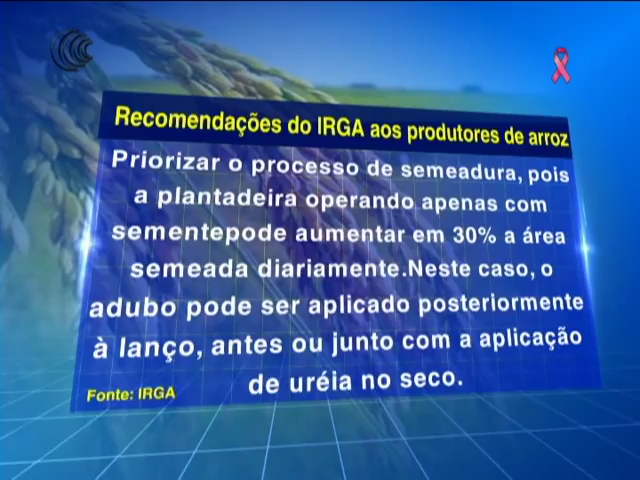 Recomendações do IRGA aos produtores de arroz
Priorizar o processo de semeadura, pois
a plantadeira operando apenas com
sementepode aumentar em 30% a área
semeada diariamente.Neste caso, o
adubo pode ser aplicado posteriormente
à lanço, antes ou junto com a aplicação
de uréia no seco.
Fonte: IRGA